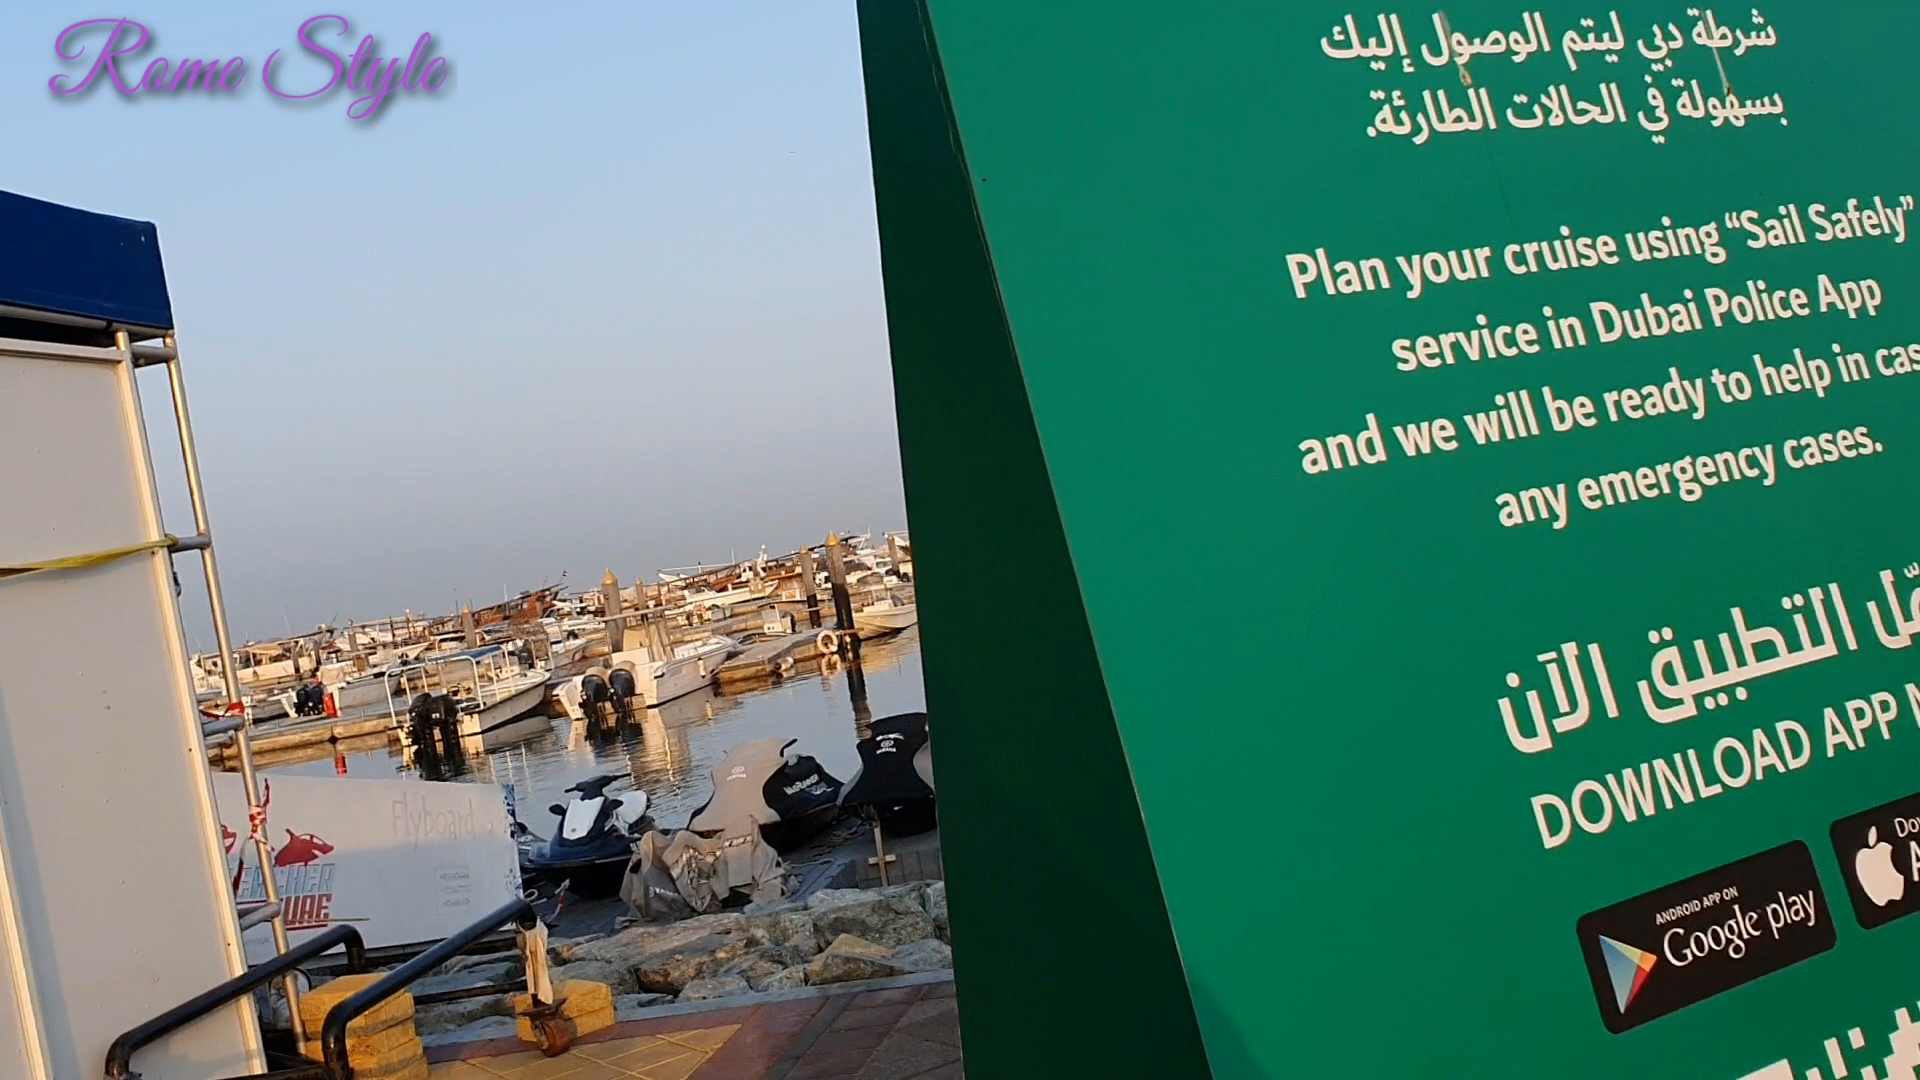 Rome Style
شرطة دبي ليتم الوصول إليك
بسهولة في الحالات الطارئة.
Plan your cruise using “Sail Safely”
service in Dubai Police App
and we will be ready to help in
any emergency cases.
التطبيق الآن
DOWNLOAD APP
ANDROID APP ON
Google play
Flyboard
UAE
YAMAHA